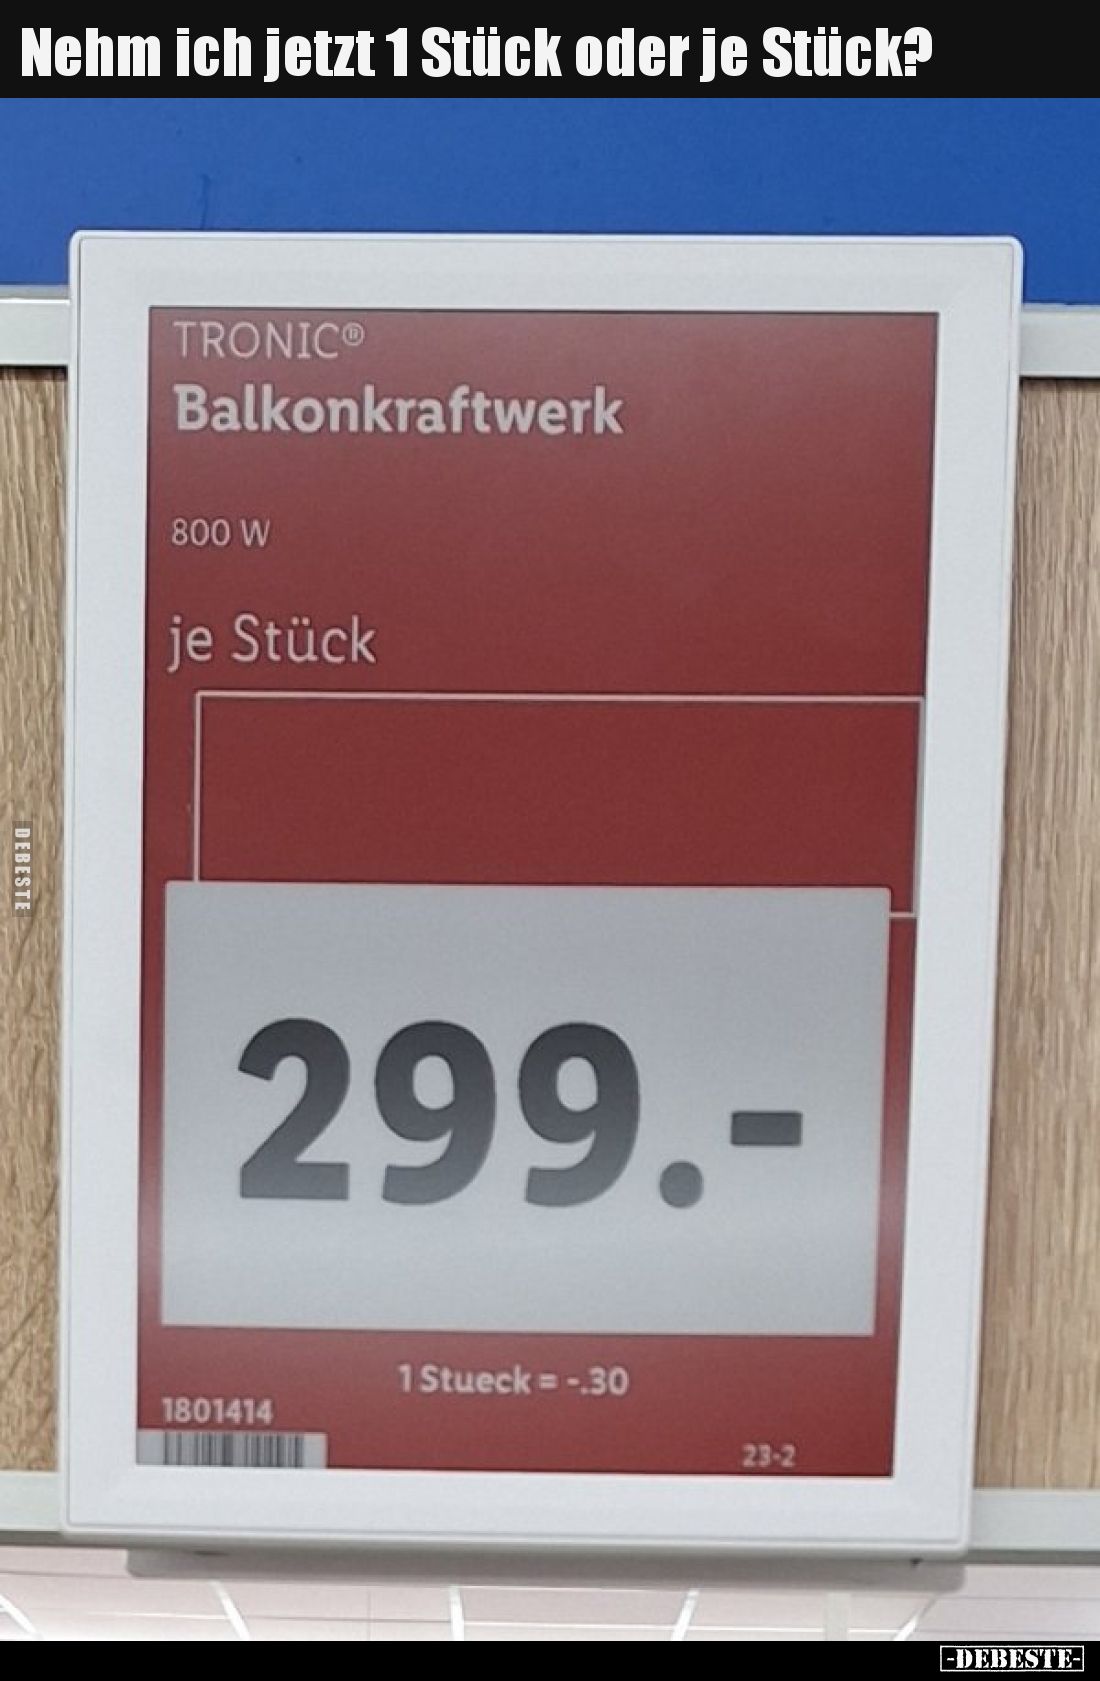 Nehm ich jetzt 1 Stück oder je Stück?
TRONIC®
Balkonkraftwerk
800 W
je Stück
299.-
1 Stueck = -.30
1801414
23-2
DEBESTE
-DEBESTE-